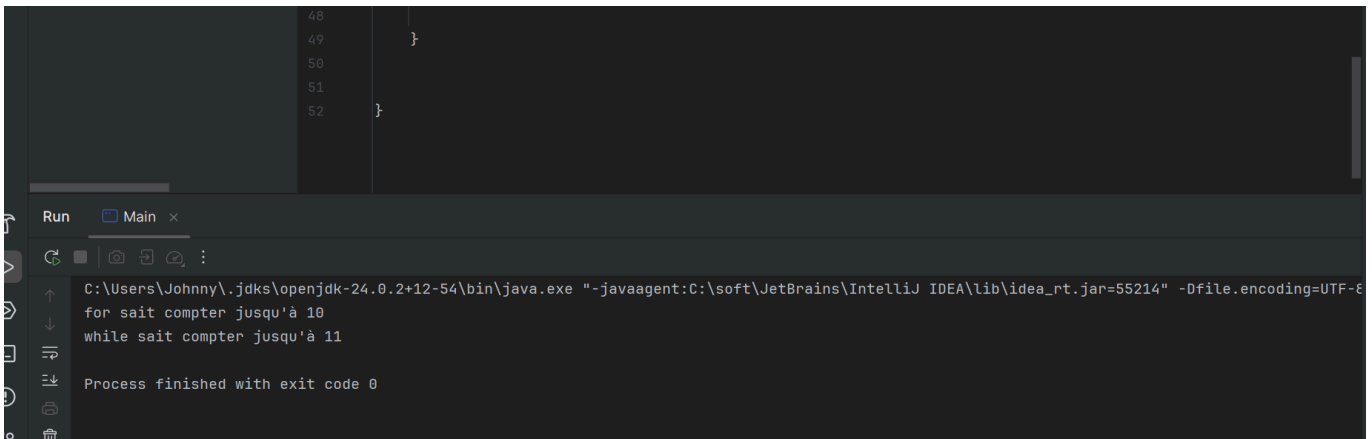 48
49 }
50
51
52 }
Run Main ×
C:\Users\Johnny\.jdks\openjdk-24.0.2+12-54\bin\java.exe "-javaagent:C:\soft\JetBrains\IntelliJ IDEA\lib\idea_rt.jar=55214" -Dfile.encoding=UTF-8
for sait compter jusqu'à 10
while sait compter jusqu'à 11
Process finished with exit code 0